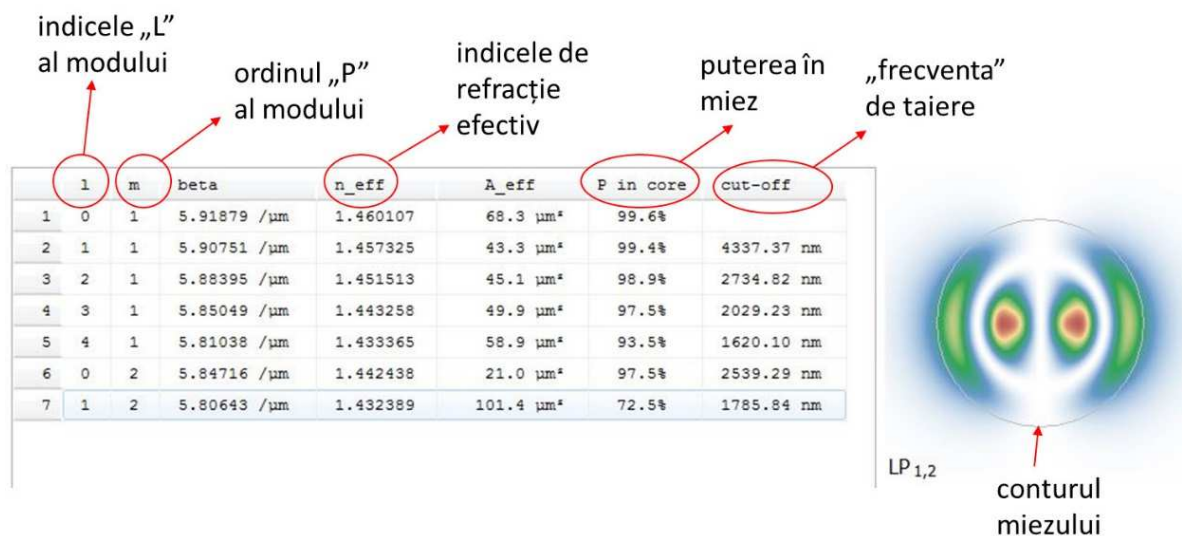 indicele „L”
al modului
ordinul „P”
al modului
indicele de
refracție
efectiv
puterea în
miez
„frecventa”
de taiere
l m beta n_eff A_eff P in core cut-off
1 0 1 5.91879 /µm 1.460107 68.3 µm² 99.6%
2 1 1 5.90751 /µm 1.457325 43.3 µm² 99.4% 4337.37 nm
3 2 1 5.88395 /µm 1.451513 45.1 µm² 98.9% 2734.82 nm
4 3 1 5.85049 /µm 1.443258 49.9 µm² 97.5% 2029.23 nm
5 4 1 5.81038 /µm 1.433365 58.9 µm² 93.5% 1620.10 nm
6 0 2 5.84716 /µm 1.442438 21.0 µm² 97.5% 2539.29 nm
7 1 2 5.80643 /µm 1.432389 101.4 µm² 72.5% 1785.84 nm
LP 1,2
conturul
miezului